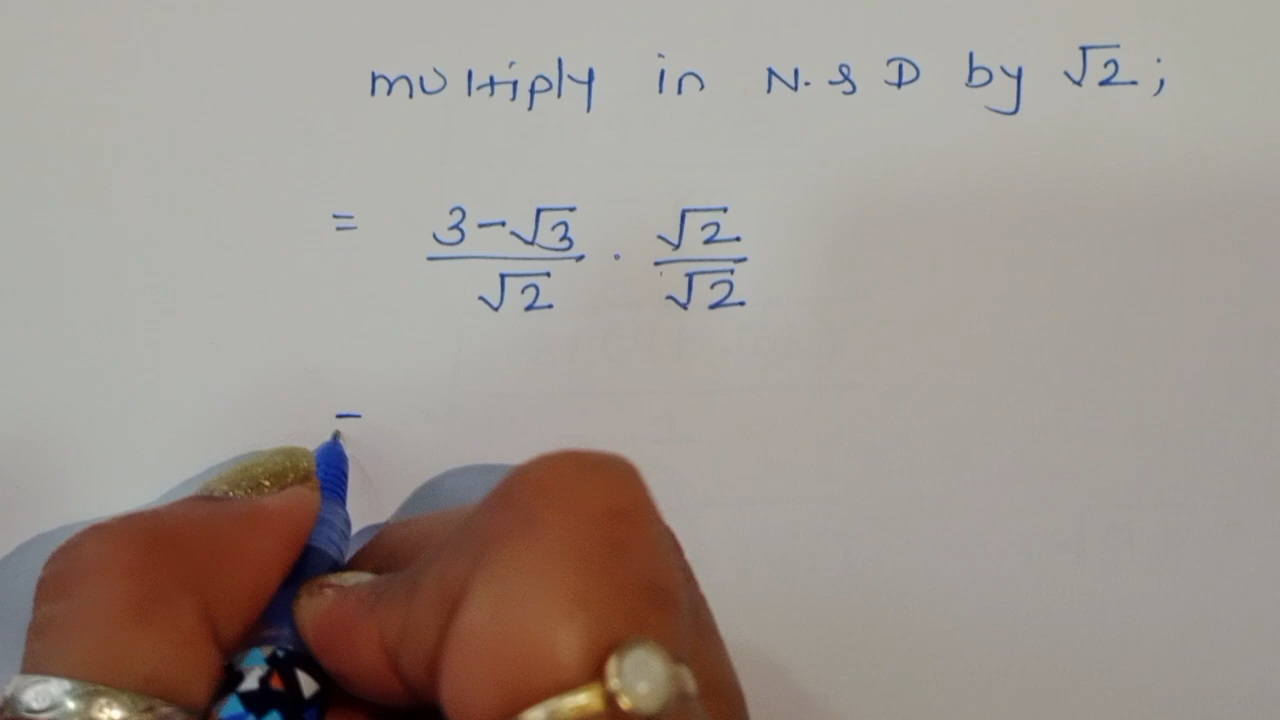 multiply in N. & D by √2;
= (3-√3)/√2 · √2/√2
-